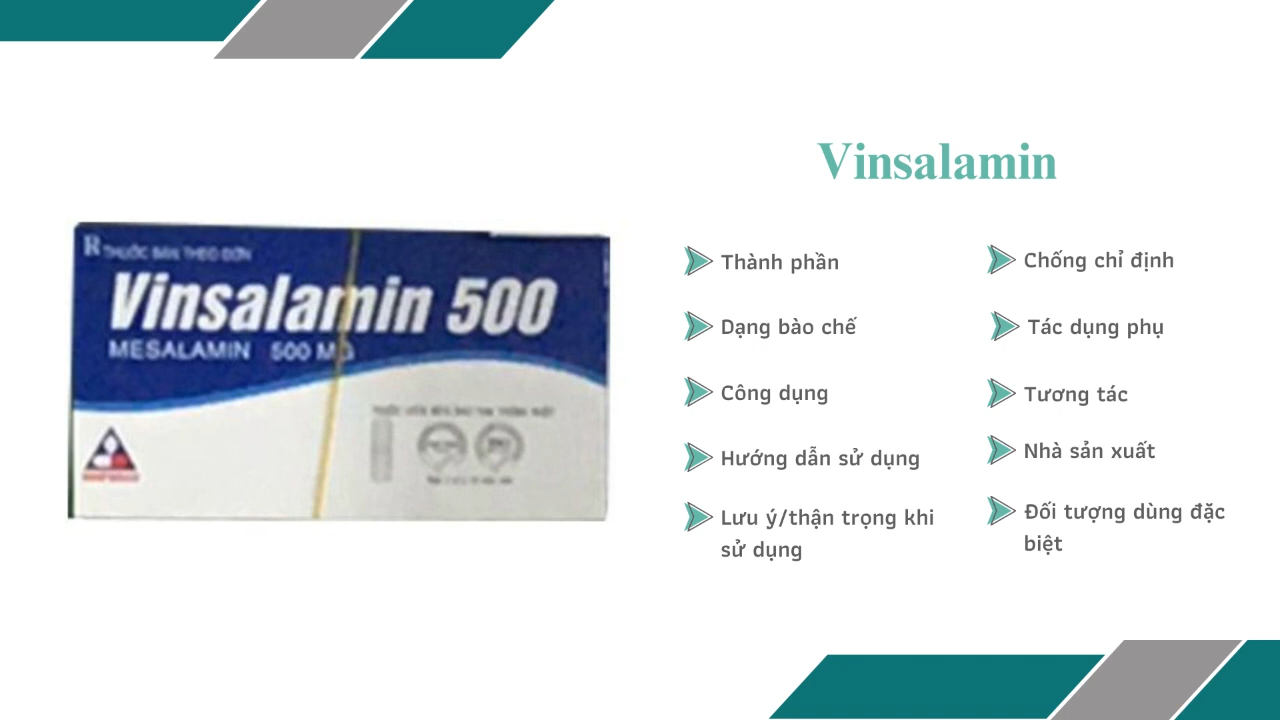 Vinsalamin
R THUỐC BÁN THEO ĐƠN
Vinsalamin 500
MESALAMIN 500 MG
Thành phần
Dạng bào chế
Công dụng
Hướng dẫn sử dụng
Lưu ý/thận trọng khi
sử dụng
Chống chỉ định
Tác dụng phụ
Tương tác
Nhà sản xuất
Đối tượng dùng đặc
biệt